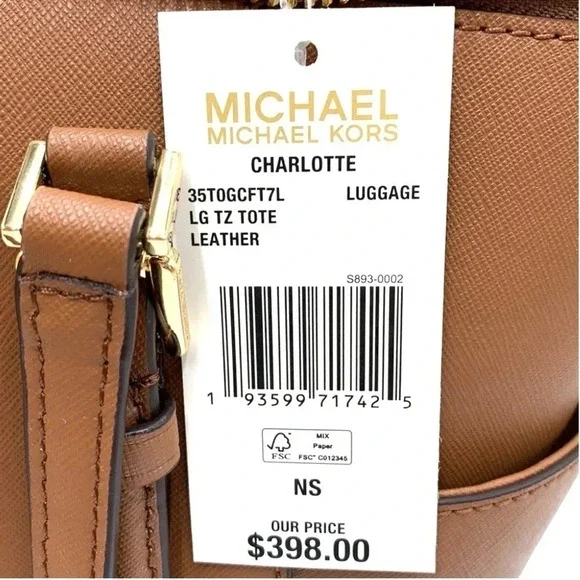 MICHAEL
MICHAEL KORS
CHARLOTTE
35T0GCFT7L LUGGAGE
LG TZ TOTE
LEATHER
S893-0002
1 93599 71742 5
FSC
MIX
Paper
FSC® C012345
NS
OUR PRICE
$398.00